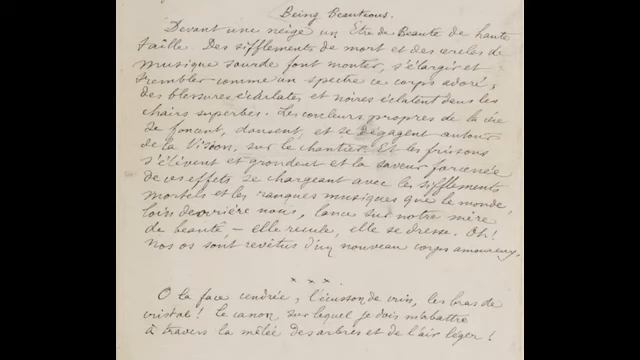 Being Beauteous.
Devant une neige un Etre de Beauté de haute
taille. Des sifflements de mort et des cercles de
musique sourde font monter, s'élargir et
trembler comme un spectre ce corps adoré,
des blessures écarlates et noires éclatent dans les
chairs superbes. Les couleurs propres de la vie
se foncent, dansent, et se dégagent autour
de la Vision, sur le chantier. Et les frissons
s'élèvent et grondent et la saveur forcenée
de ces effets se chargeant avec les sifflements
mortels et les rauques musiques que le monde,
loin derrière nous, lance sur notre mère
de beauté — elle recule, elle se dresse. Oh!
nos os sont revêtus d'un nouveau corps amoureux.
x x x.
O la face cendrée, l'écusson de crin, les bras de
cristal! le canon, sur lequel je dois m'abattre
à travers la mêlée des arbres et de l'air léger!